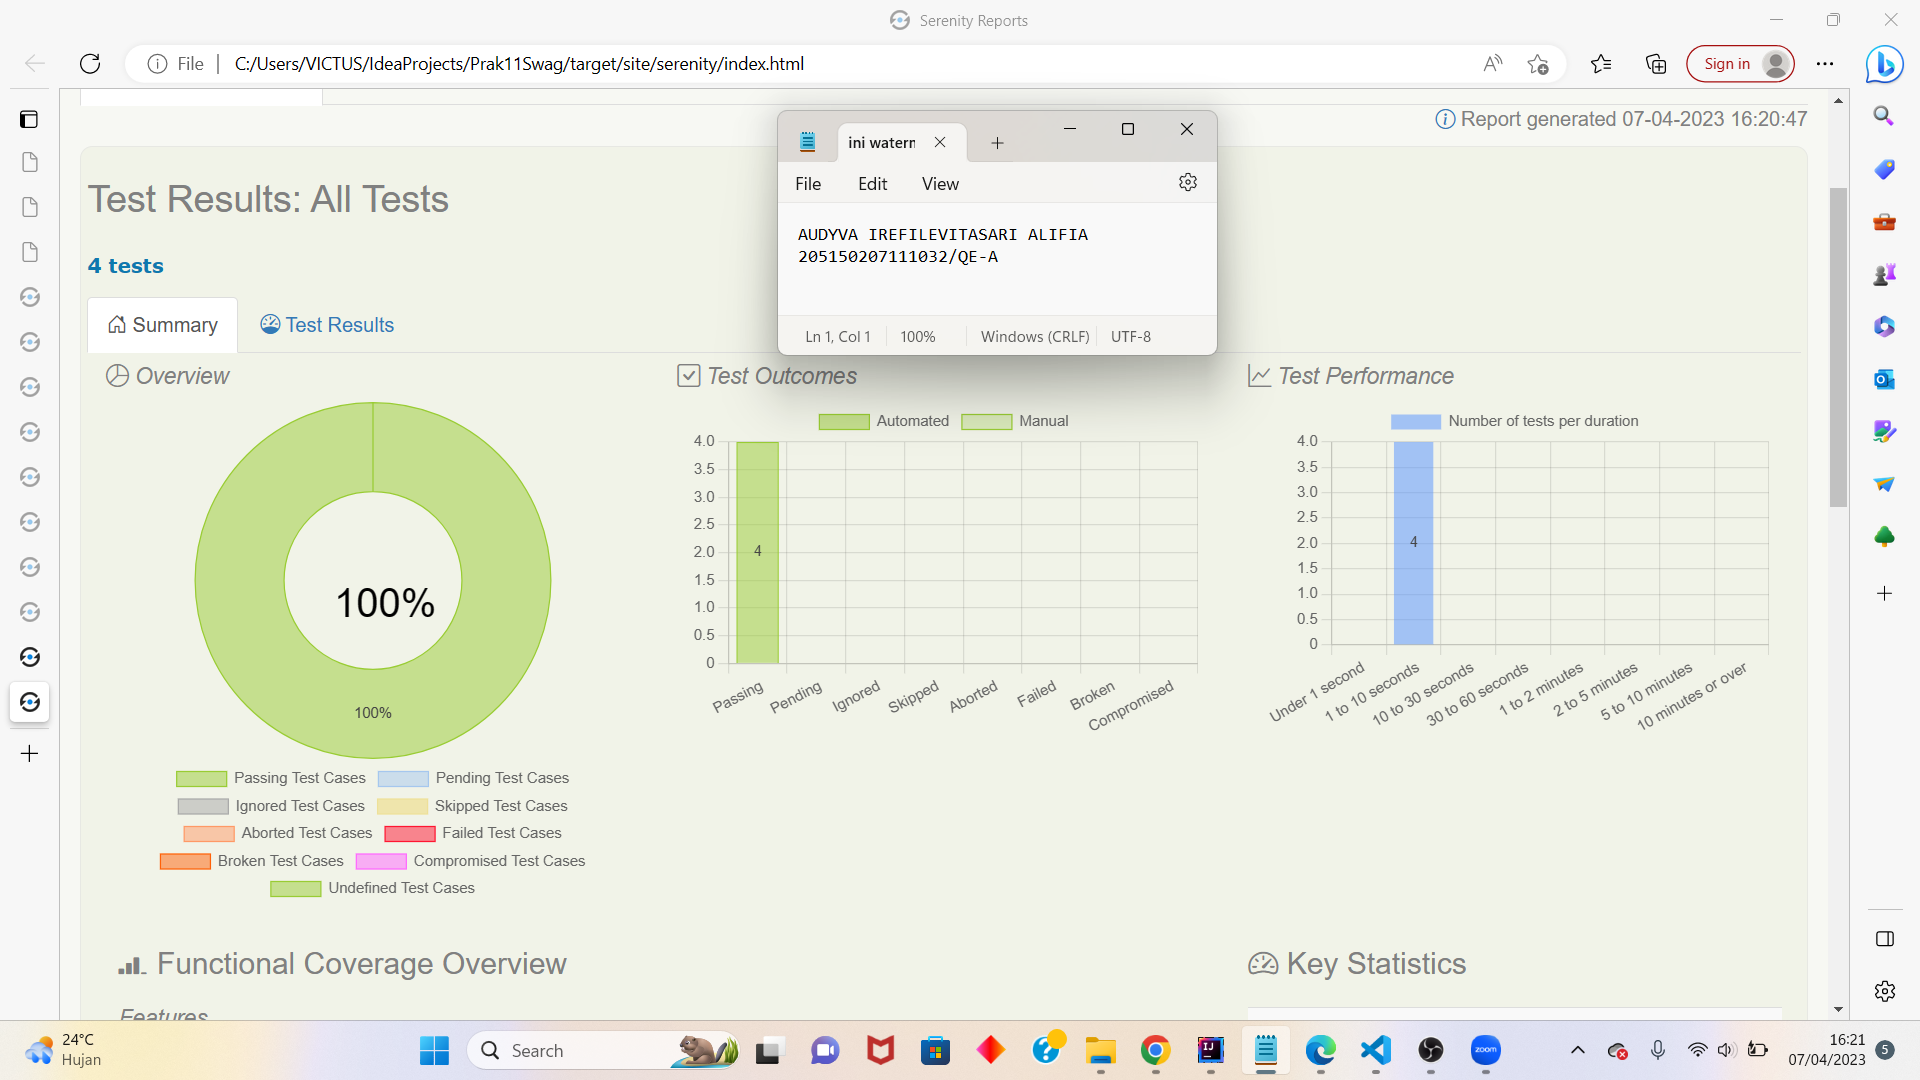 Serenity Reports
File
C:/Users/VICTUS/IdeaProjects/Prak11Swag/target/site/serenity/index.html
Sign in
Report generated 07-04-2023 16:20:47
ini watern
File Edit View
AUDYVA IREFILEVITASARI ALIFIA
205150207111032/QE-A
Ln 1, Col 1 100% Windows (CRLF) UTF-8
Test Results: All Tests
4 tests
Summary
Test Results
Overview
100%
100%
Passing Test Cases Pending Test Cases
Ignored Test Cases Skipped Test Cases
Aborted Test Cases Failed Test Cases
Broken Test Cases Compromised Test Cases
Undefined Test Cases
Test Outcomes
Automated Manual
4.0
3.5
3.0
2.5
2.0
1.5
1.0
0.5
0
4
Passing
Pending
Ignored
Skipped
Aborted
Failed
Broken
Compromised
Test Performance
Number of tests per duration
4.0
3.5
3.0
2.5
2.0
1.5
1.0
0.5
0
4
Under 1 second
1 to 10 seconds
10 to 30 seconds
30 to 60 seconds
1 to 2 minutes
2 to 5 minutes
5 to 10 minutes
10 minutes or over
Functional Coverage Overview
Features
Key Statistics
24°C
Hujan
Search
zoom
16:21
07/04/2023
5